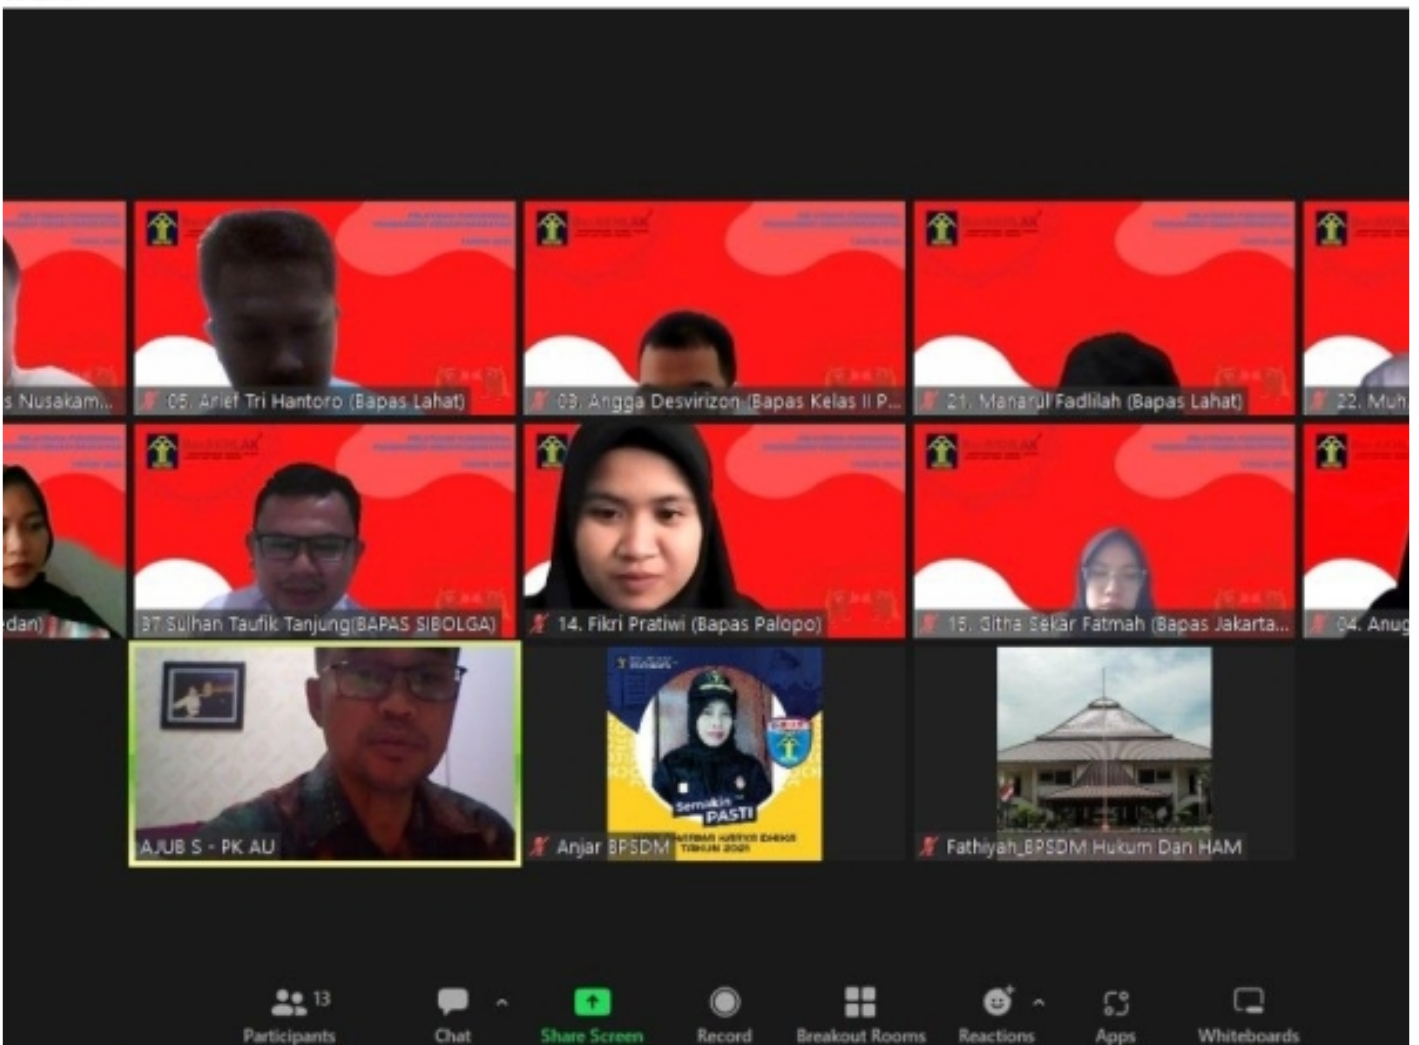 s Nusakam...
05. Arief Tri Hantoro (Bapas Lahat)
03. Angga Desvirizon (Bapas Kelas II P...
21. Manarul Fadlilah (Bapas Lahat)
22. Muh.
edan)
37 Sulhan Taufik Tanjung(BAPAS SIBOLGA)
14. Fikri Pratiwi (Bapas Palopo)
15. Githa Sekar Fatmah (Bapas Jakarta...
04. Anug
AJUB S - PK AU
Semakin
PASTI
TAHUN 2021
Anjar BPSDM
Fathiyah_BPSDM Hukum Dan HAM
13
Participants
Chat
Share Screen
Record
Breakout Rooms
Reactions
Apps
Whiteboards